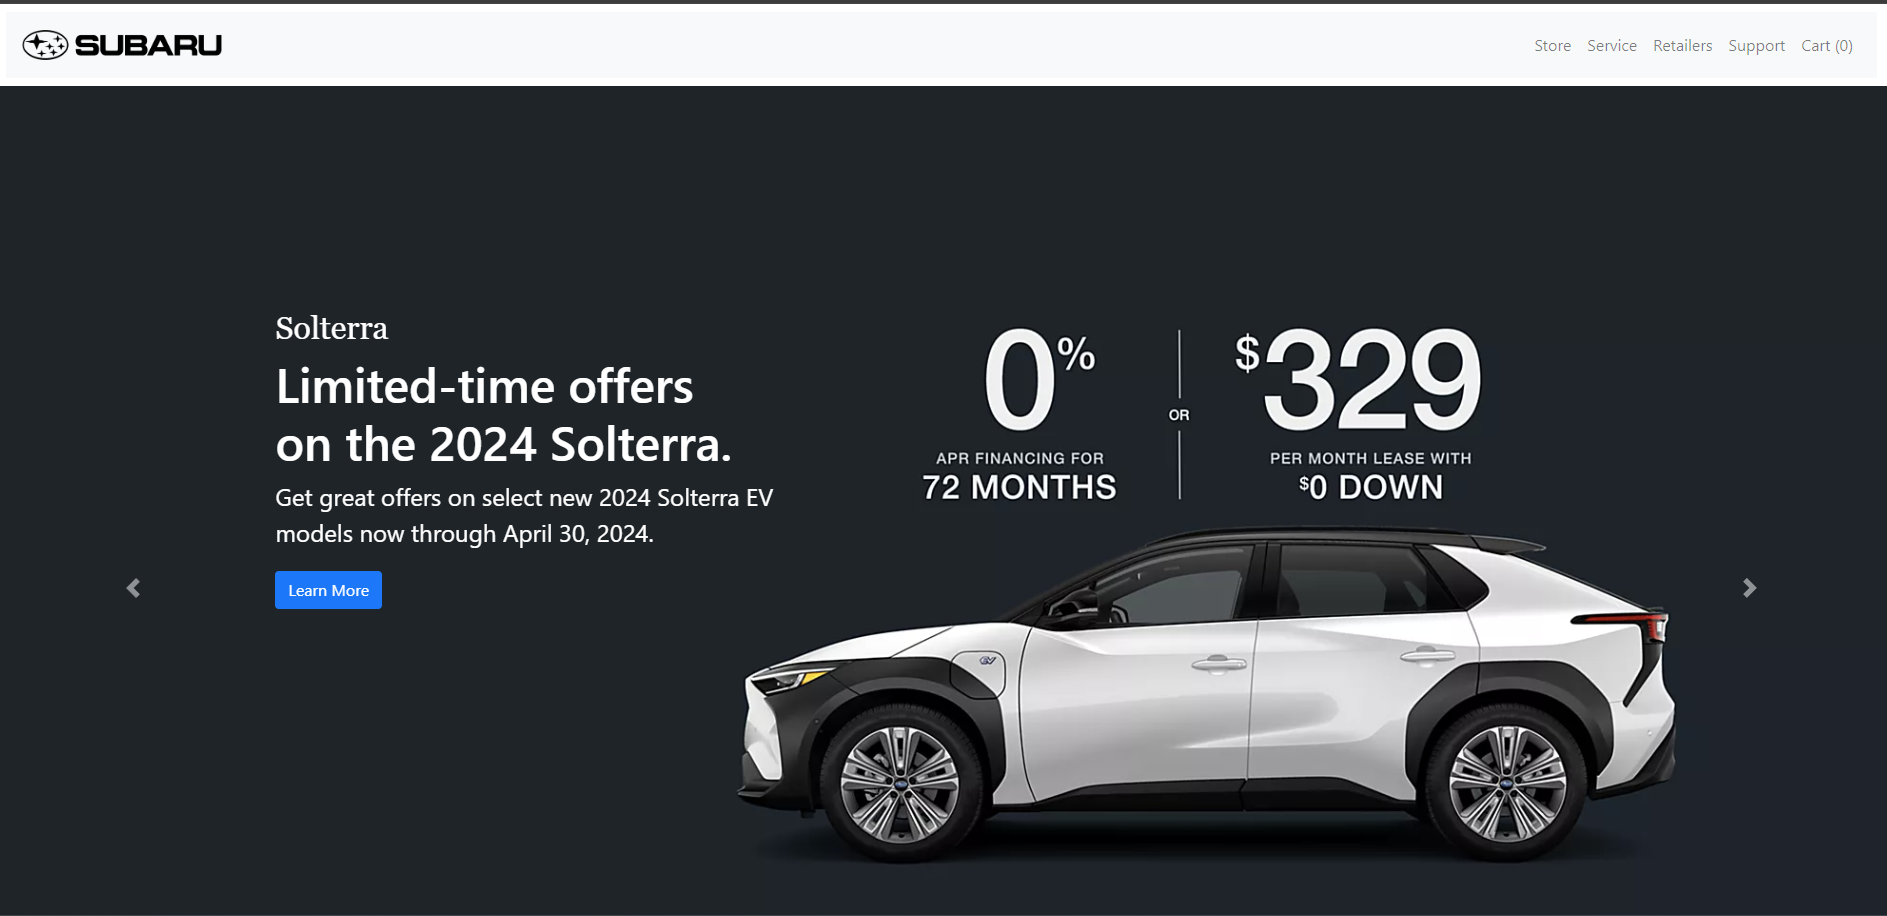 SUBARU
Store Service Retailers Support Cart (0)
Solterra
Limited-time offers
on the 2024 Solterra.
Get great offers on select new 2024 Solterra EV
models now through April 30, 2024.
Learn More
0%
APR FINANCING FOR
72 MONTHS
OR
$329
PER MONTH LEASE WITH
$0 DOWN
EV